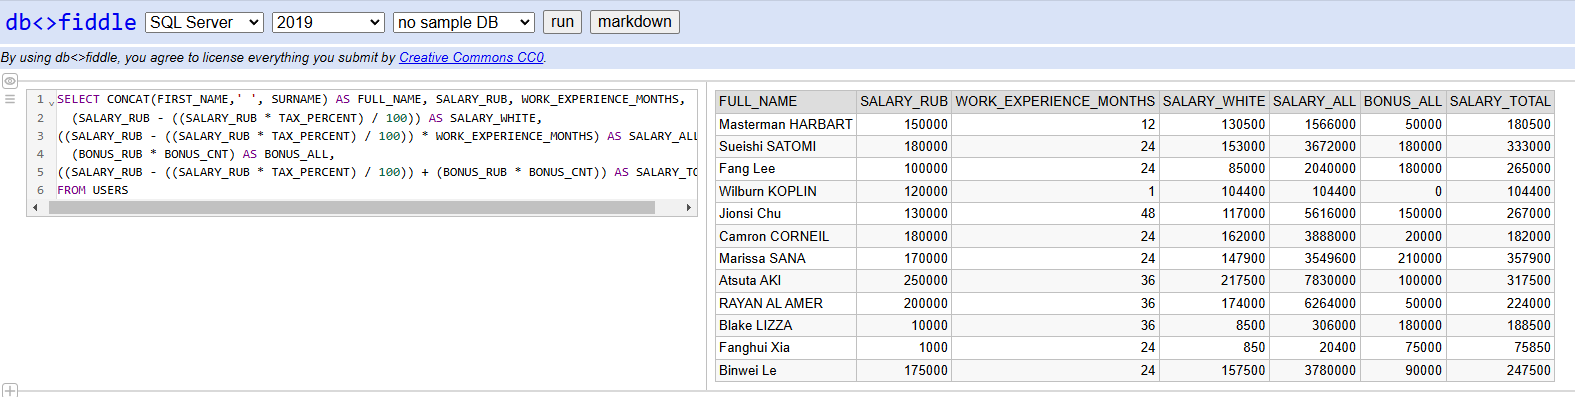 db<>fiddle SQL Server 2019 no sample DB run markdown
By using db<>fiddle, you agree to license everything you submit by Creative Commons CC0.
1 SELECT CONCAT(FIRST_NAME,' ', SURNAME) AS FULL_NAME, SALARY_RUB, WORK_EXPERIENCE_MONTHS,
2 (SALARY_RUB - ((SALARY_RUB * TAX_PERCENT) / 100)) AS SALARY_WHITE,
3 ((SALARY_RUB - ((SALARY_RUB * TAX_PERCENT) / 100)) * WORK_EXPERIENCE_MONTHS) AS SALARY_ALL
4 (BONUS_RUB * BONUS_CNT) AS BONUS_ALL,
5 ((SALARY_RUB - ((SALARY_RUB * TAX_PERCENT) / 100)) + (BONUS_RUB * BONUS_CNT)) AS SALARY_TO
6 FROM USERS
FULL_NAME SALARY_RUB WORK_EXPERIENCE_MONTHS SALARY_WHITE SALARY_ALL BONUS_ALL SALARY_TOTAL
Masterman HARBART 150000 12 130500 1566000 50000 180500
Sueishi SATOMI 180000 24 153000 3672000 180000 333000
Fang Lee 100000 24 85000 2040000 180000 265000
Wilburn KOPLIN 120000 1 104400 104400 0 104400
Jionsi Chu 130000 48 117000 5616000 150000 267000
Camron CORNEIL 180000 24 162000 3888000 20000 182000
Marissa SANA 170000 24 147900 3549600 210000 357900
Atsuta AKI 250000 36 217500 7830000 100000 317500
RAYAN AL AMER 200000 36 174000 6264000 50000 224000
Blake LIZZA 10000 36 8500 306000 180000 188500
Fanghui Xia 1000 24 850 20400 75000 75850
Binwei Le 175000 24 157500 3780000 90000 247500